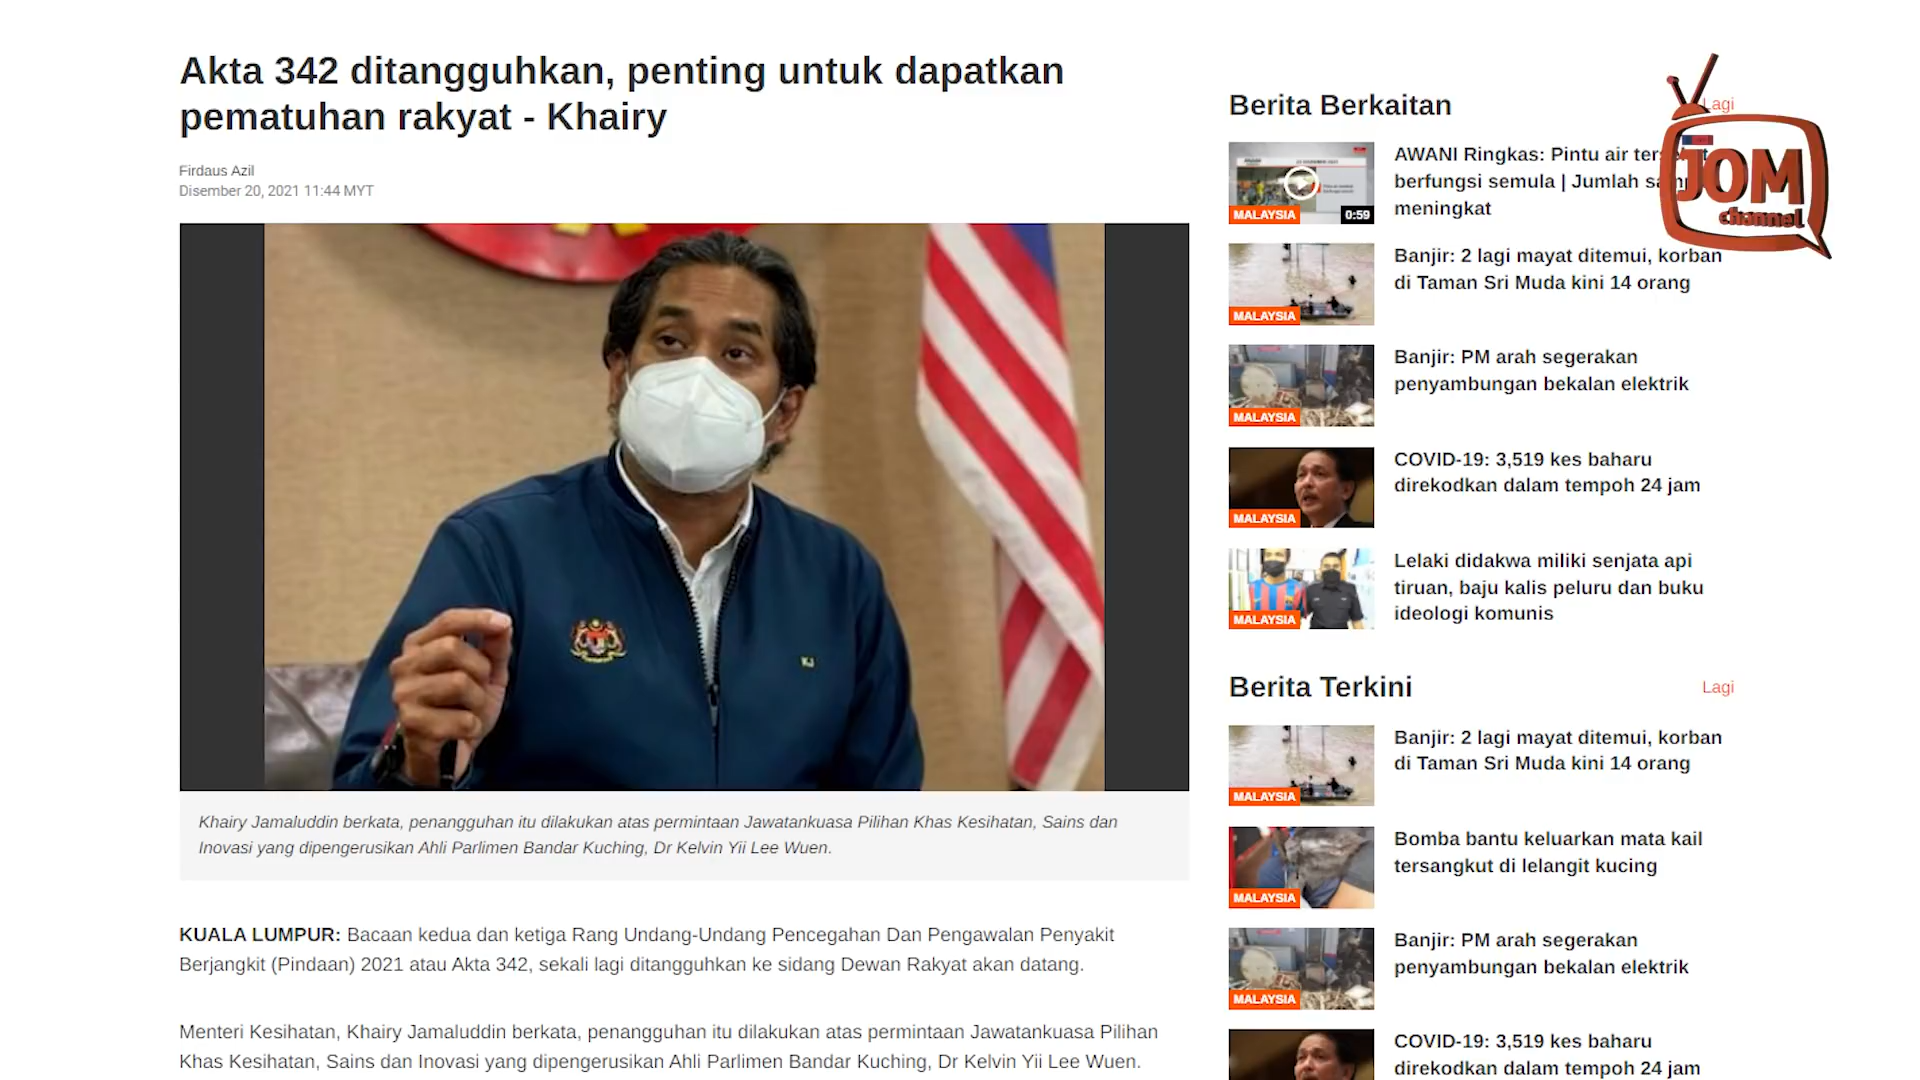 Akta 342 ditangguhkan, penting untuk dapatkan
pematuhan rakyat - Khairy
Firdaus Azil
Disember 20, 2021 11:44 MYT
KJ
Khairy Jamaluddin berkata, penangguhan itu dilakukan atas permintaan Jawatankuasa Pilihan Khas Kesihatan, Sains dan
Inovasi yang dipengerusikan Ahli Parlimen Bandar Kuching, Dr Kelvin Yii Lee Wuen.
KUALA LUMPUR: Bacaan kedua dan ketiga Rang Undang-Undang Pencegahan Dan Pengawalan Penyakit
Berjangkit (Pindaan) 2021 atau Akta 342, sekali lagi ditangguhkan ke sidang Dewan Rakyat akan datang.
Menteri Kesihatan, Khairy Jamaluddin berkata, penangguhan itu dilakukan atas permintaan Jawatankuasa Pilihan
Khas Kesihatan, Sains dan Inovasi yang dipengerusikan Ahli Parlimen Bandar Kuching, Dr Kelvin Yii Lee Wuen.
Berita Berkaitan
Lagi
JOM
channel
MALAYSIA
0:59
AWANI Ringkas: Pintu air
berfungsi semula | Jumlah
meningkat
MALAYSIA
Banjir: 2 lagi mayat ditemui, korban
di Taman Sri Muda kini 14 orang
MALAYSIA
Banjir: PM arah segerakan
penyambungan bekalan elektrik
MALAYSIA
COVID-19: 3,519 kes baharu
direkodkan dalam tempoh 24 jam
MALAYSIA
Lelaki didakwa miliki senjata api
tiruan, baju kalis peluru dan buku
ideologi komunis
Berita Terkini
Lagi
MALAYSIA
Banjir: 2 lagi mayat ditemui, korban
di Taman Sri Muda kini 14 orang
MALAYSIA
Bomba bantu keluarkan mata kail
tersangkut di lelangit kucing
MALAYSIA
Banjir: PM arah segerakan
penyambungan bekalan elektrik
COVID-19: 3,519 kes baharu
direkodkan dalam tempoh 24 jam